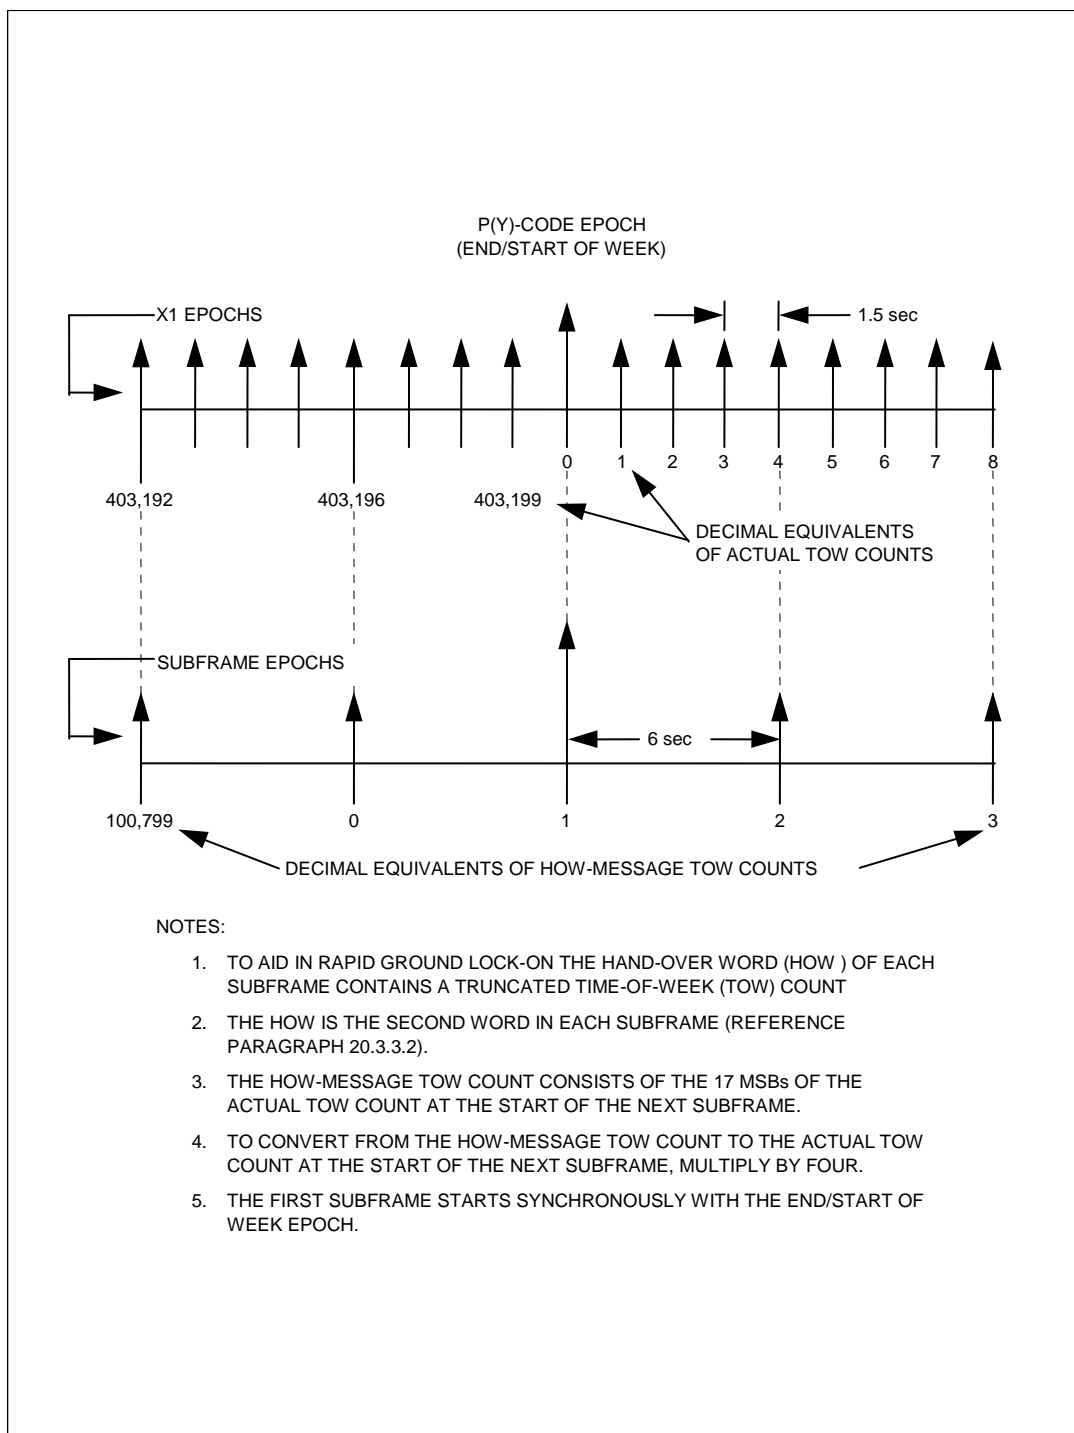 P(Y)-CODE EPOCH
(END/START OF WEEK)
X1 EPOCHS
1.5 sec
0 1 2 3 4 5 6 7 8
403,192 403,196 403,199
DECIMAL EQUIVALENTS
OF ACTUAL TOW COUNTS
SUBFRAME EPOCHS
6 sec
100,799 0 1 2 3
DECIMAL EQUIVALENTS OF HOW-MESSAGE TOW COUNTS
NOTES:
1. TO AID IN RAPID GROUND LOCK-ON THE HAND-OVER WORD (HOW ) OF EACH
SUBFRAME CONTAINS A TRUNCATED TIME-OF-WEEK (TOW) COUNT
2. THE HOW IS THE SECOND WORD IN EACH SUBFRAME (REFERENCE
PARAGRAPH 20.3.3.2).
3. THE HOW-MESSAGE TOW COUNT CONSISTS OF THE 17 MSBs OF THE
ACTUAL TOW COUNT AT THE START OF THE NEXT SUBFRAME.
4. TO CONVERT FROM THE HOW-MESSAGE TOW COUNT TO THE ACTUAL TOW
COUNT AT THE START OF THE NEXT SUBFRAME, MULTIPLY BY FOUR.
5. THE FIRST SUBFRAME STARTS SYNCHRONOUSLY WITH THE END/START OF
WEEK EPOCH.